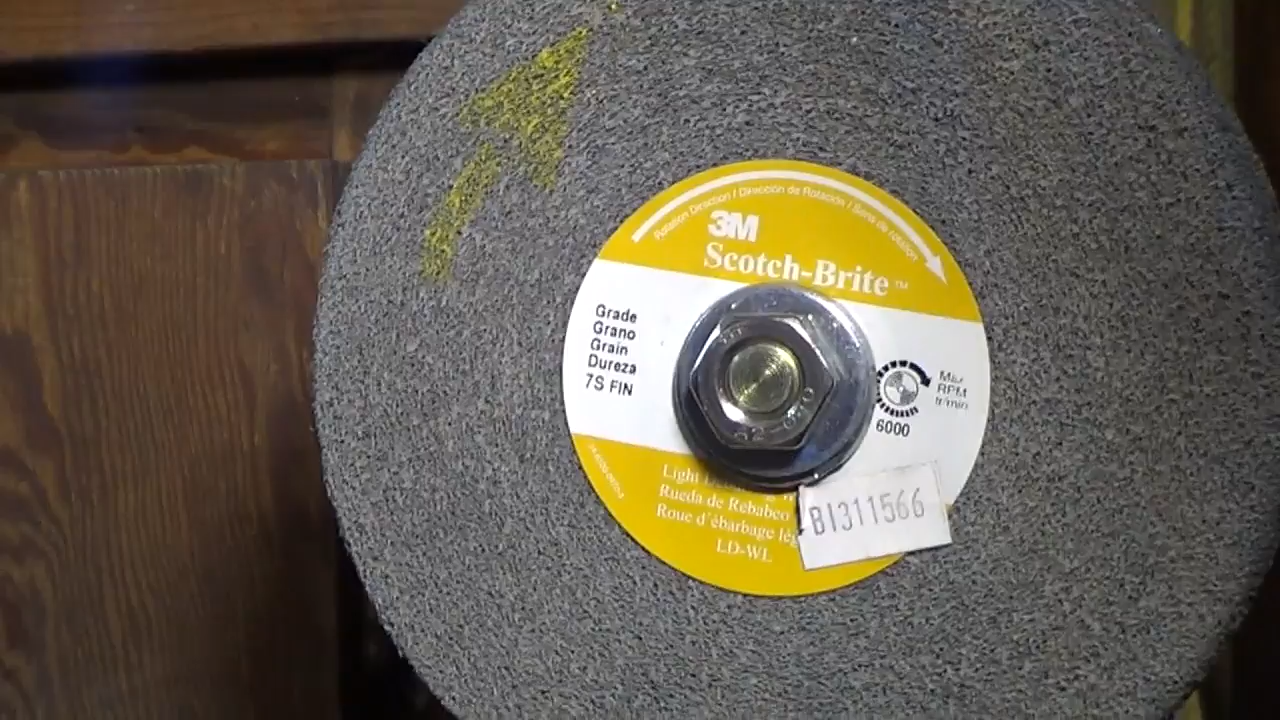 Rotation Direction / Dirección de Rotación / Sens de rotation
3M
Scotch-Brite™
Grade
Grano
Grain
Dureza
7S FIN
Max
RPM
tr/min
6000
Light
Rueda de Rebabeo
Roue d'ébarbage
LD-WL
BI311566